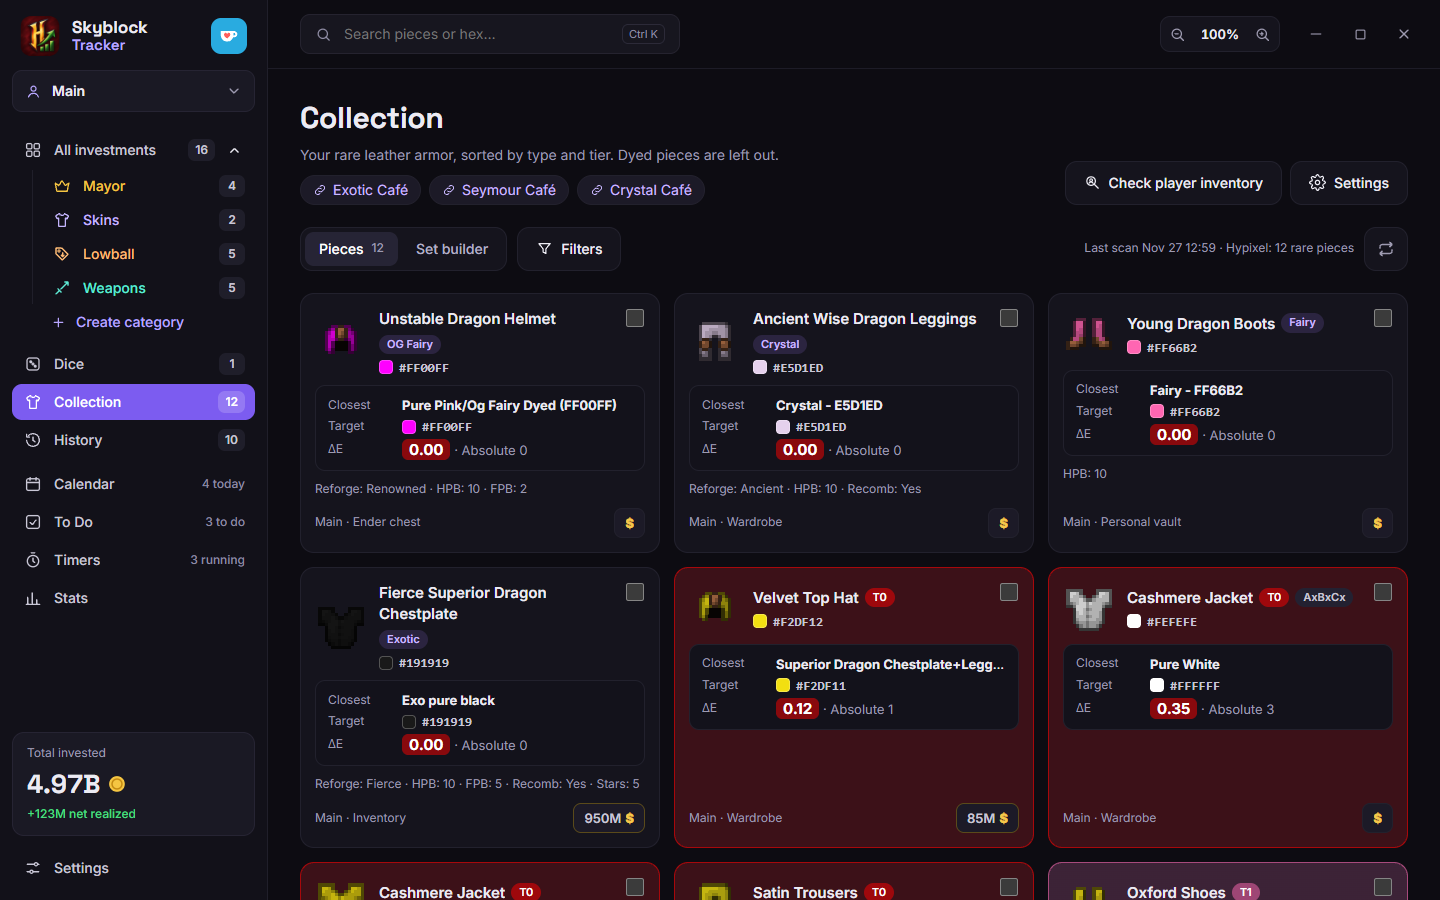 Skyblock
Tracker
Search pieces or hex...
Ctrl K
100%
Main
All investments 16
Mayor 4
Skins 2
Lowball 5
Weapons 5
+ Create category
Dice 1
Collection 12
History 10
Calendar 4 today
To Do 3 to do
Timers 3 running
Stats
Total invested
4.97B
+123M net realized
Settings
Collection
Your rare leather armor, sorted by type and tier. Dyed pieces are left out.
Exotic Café
Seymour Café
Crystal Café
Check player inventory
Settings
Pieces 12
Set builder
Filters
Last scan Nov 27 12:59 · Hypixel: 12 rare pieces
Unstable Dragon Helmet
OG Fairy
#FF00FF
Closest Pure Pink/Og Fairy Dyed (FF00FF)
Target #FF00FF
ΔE 0.00 · Absolute 0
Reforge: Renowned · HPB: 10 · FPB: 2
Main · Ender chest
$
Ancient Wise Dragon Leggings
Crystal
#E5D1ED
Closest Crystal - E5D1ED
Target #E5D1ED
ΔE 0.00 · Absolute 0
Reforge: Ancient · HPB: 10 · Recomb: Yes
Main · Wardrobe
$
Young Dragon Boots Fairy
#FF66B2
Closest Fairy - FF66B2
Target #FF66B2
ΔE 0.00 · Absolute 0
HPB: 10
Main · Personal vault
$
Fierce Superior Dragon
Chestplate
Exotic
#191919
Closest Exo pure black
Target #191919
ΔE 0.00 · Absolute 0
Reforge: Fierce · HPB: 10 · FPB: 5 · Recomb: Yes · Stars: 5
Main · Inventory
950M $
Velvet Top Hat T0
#F2DF12
Closest Superior Dragon Chestplate+Legg...
Target #F2DF11
ΔE 0.12 · Absolute 1
Main · Wardrobe
85M $
Cashmere Jacket T0 AxBxCx
#FEFEFE
Closest Pure White
Target #FFFFFF
ΔE 0.35 · Absolute 3
Main · Wardrobe
$
Cashmere Jacket T0
Satin Trousers T0
Oxford Shoes T1